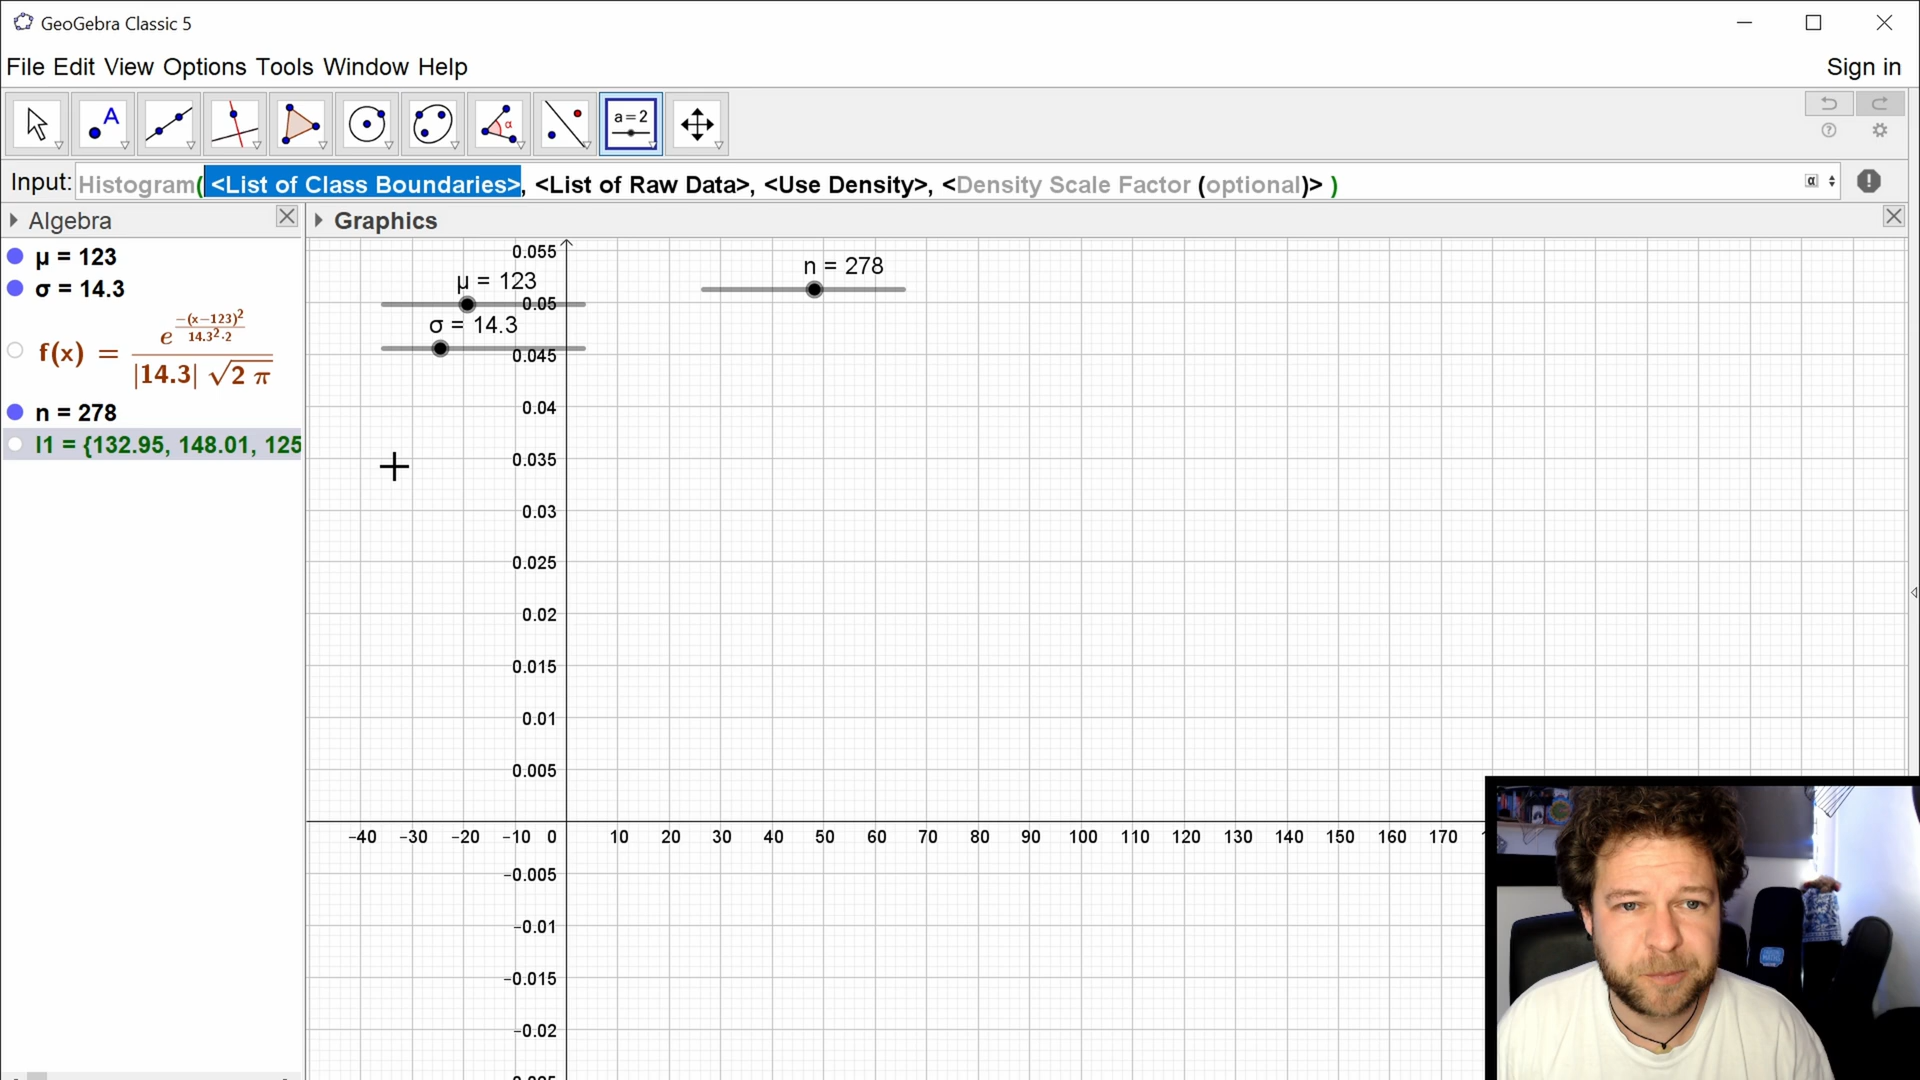 GeoGebra Classic 5
File Edit View Options Tools Window Help
Sign in
A
α
a = 2
Input: Histogram( <List of Class Boundaries>, <List of Raw Data>, <Use Density>, <Density Scale Factor (optional)> )
α
Algebra
Graphics
μ = 123
σ = 14.3
f(x) = e^(−(x−123)²/14.3²·2) / |14.3| √2 π
n = 278
l1 = {132.95, 148.01, 125
μ = 123
σ = 14.3
n = 278
0.055
0.05
0.045
0.04
0.035
0.03
0.025
0.02
0.015
0.01
0.005
−40 −30 −20 −10 0 10 20 30 40 50 60 70 80 90 100 110 120 130 140 150 160 170
−0.005
−0.01
−0.015
−0.02